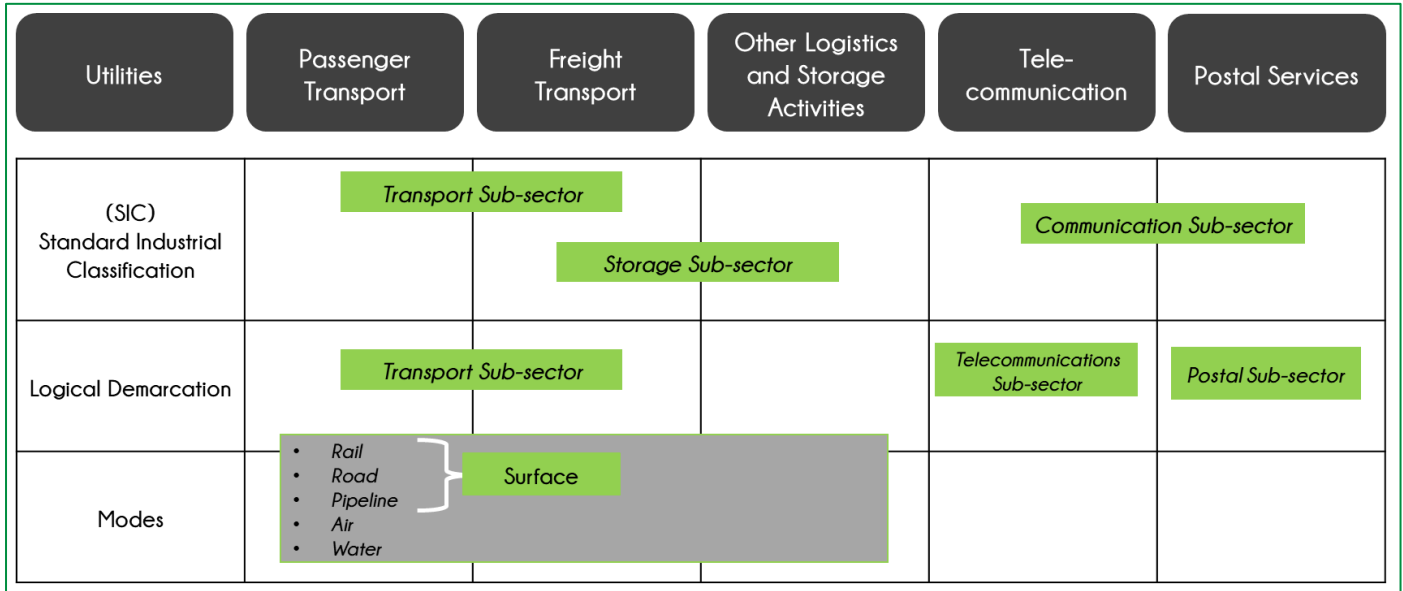 Utilities
Passenger
Transport
Freight
Transport
Other Logistics
and Storage
Activities
Tele-
communication
Postal Services
(SIC)
Standard Industrial
Classification
Transport Sub-sector
Storage Sub-sector
Communication Sub-sector
Logical Demarcation
Transport Sub-sector
Telecommunications
Sub-sector
Postal Sub-sector
Modes
• Rail
• Road
• Pipeline
• Air
• Water
Surface